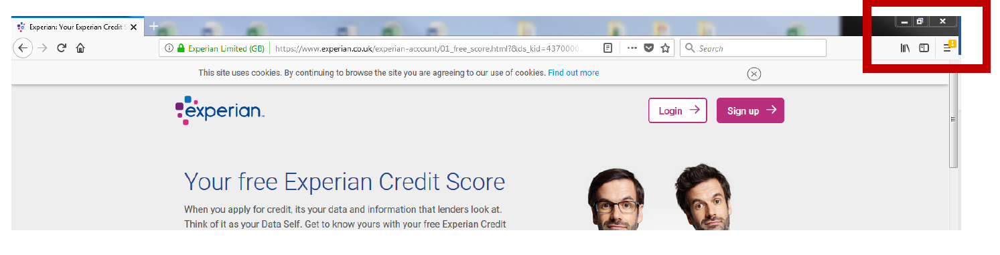 Experian: Your Experian Credit S
Experian Limited (GB) https://www.experian.co.uk/experian-account/01_free_score.html?&ds_kid=4370000 Search
This site uses cookies. By continuing to browse the site you are agreeing to our use of cookies. Find out more
experian™
Login
Sign up
Your free Experian Credit Score
When you apply for credit, its your data and information that lenders look at.
Think of it as your Data Self. Get to know yours with your free Experian Credit